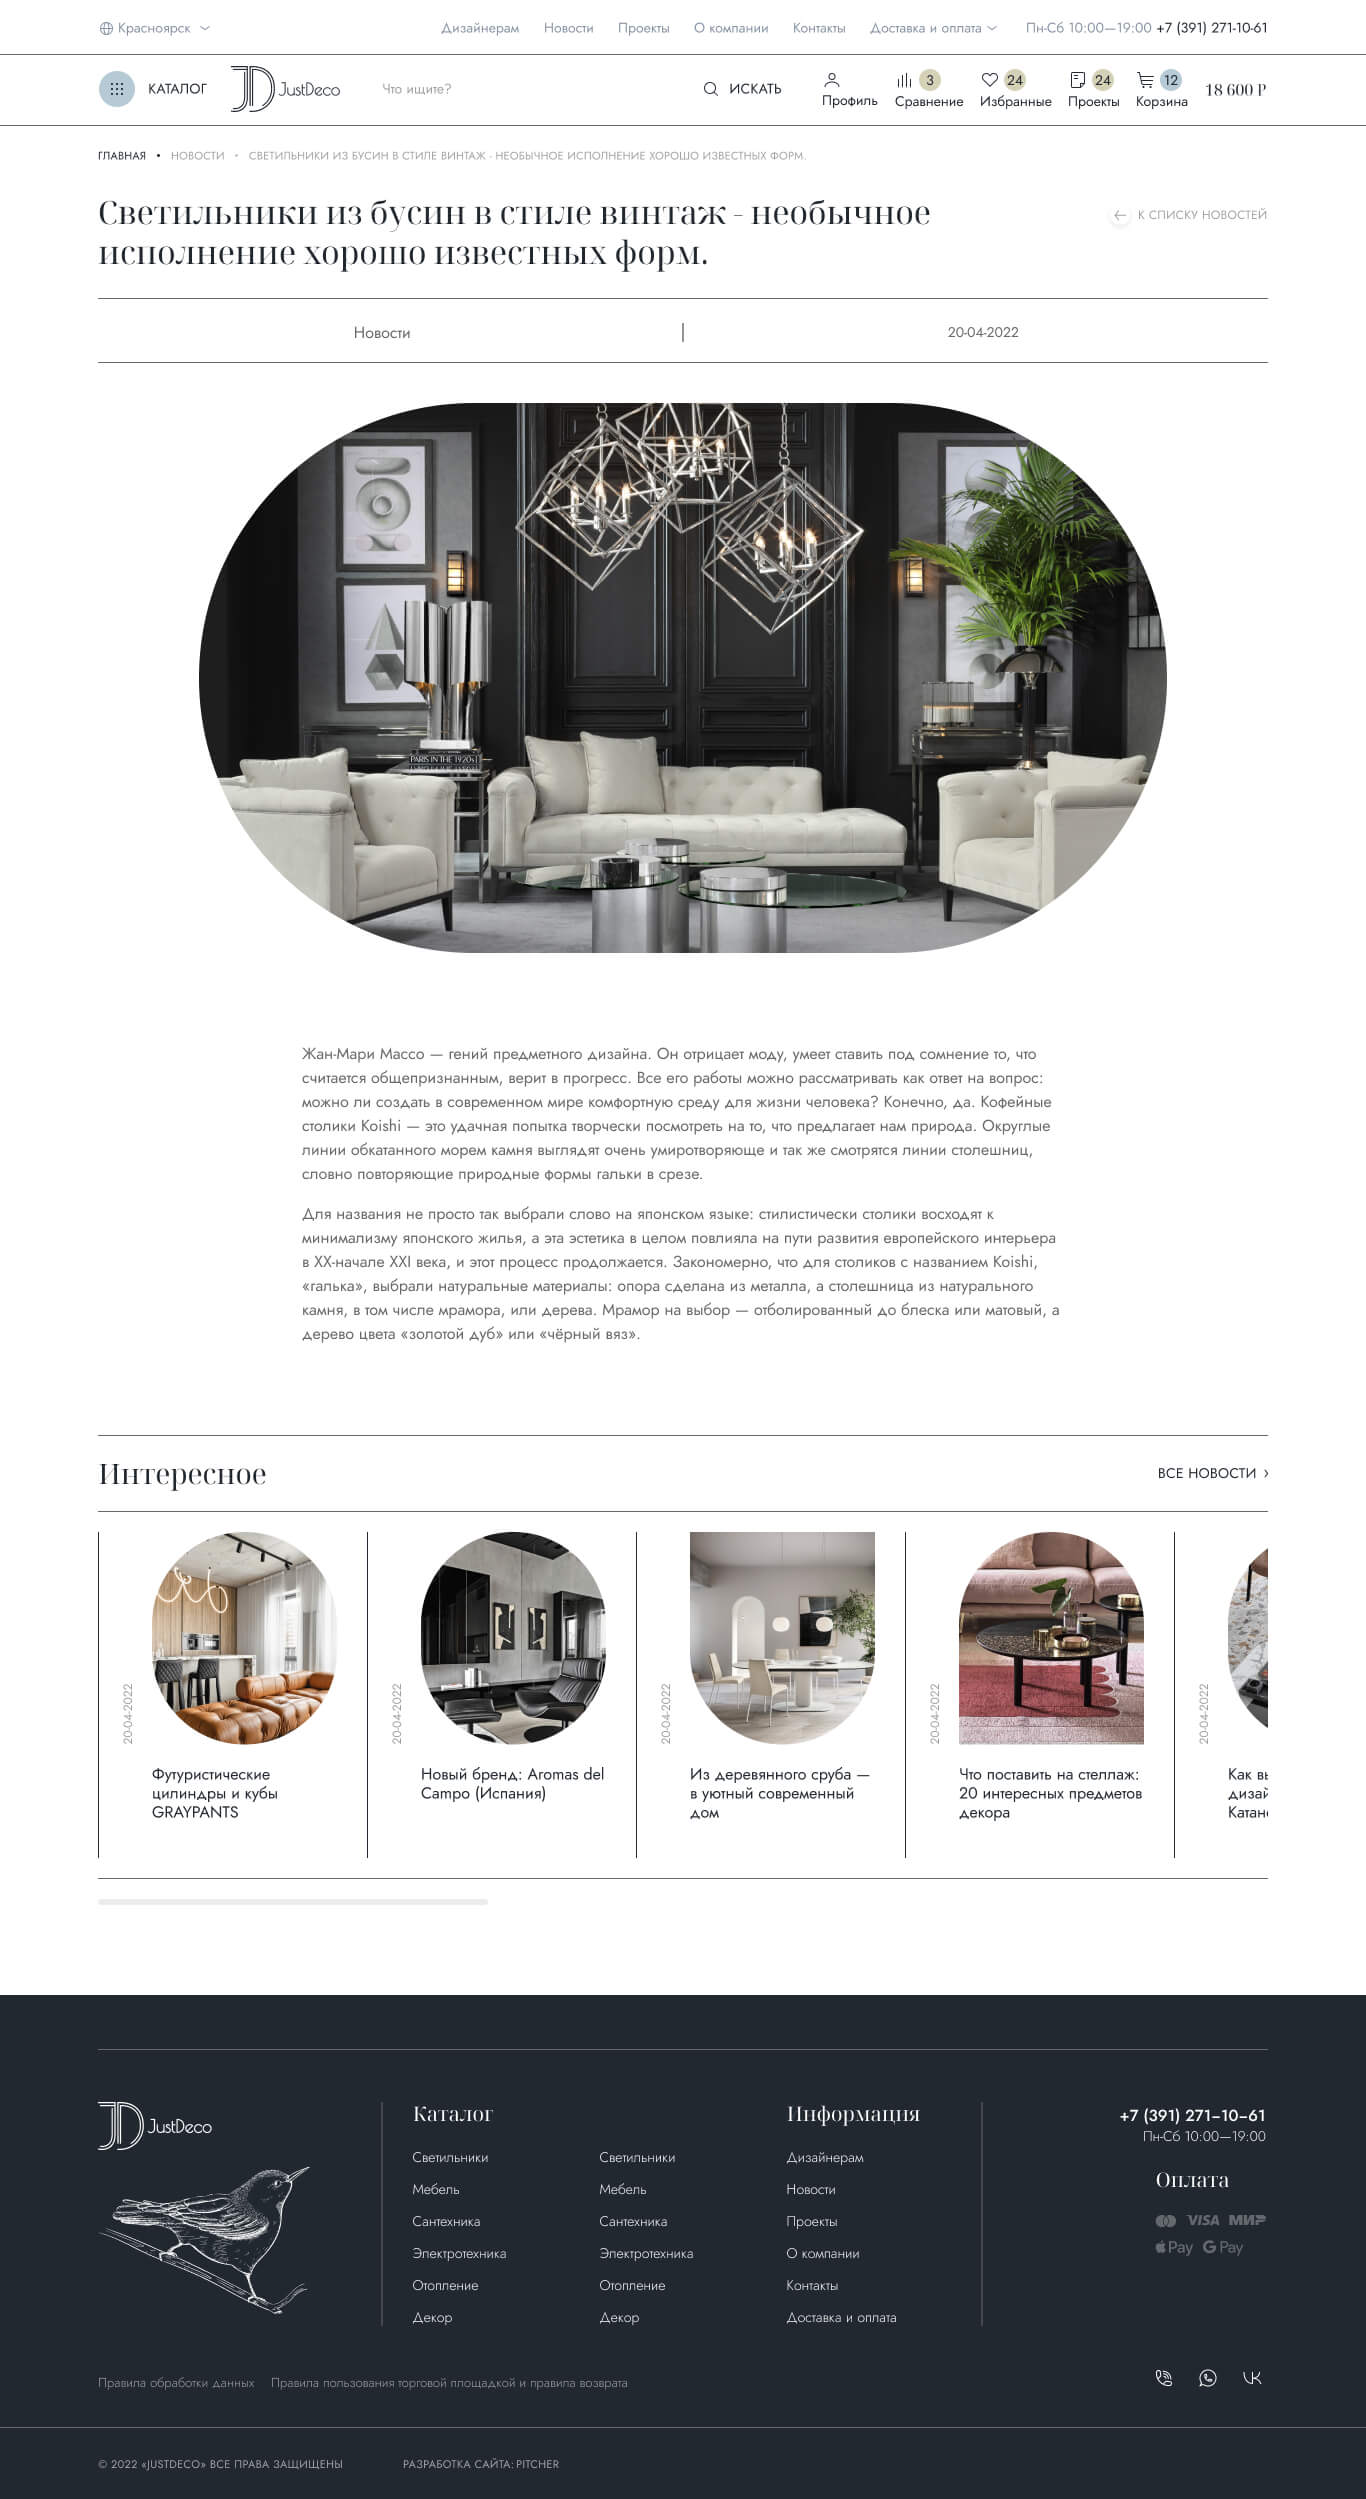 Красноярск
Дизайнерам Новости Проекты О компании Контакты Доставка и оплата
Пн-Сб 10:00—19:00 +7 (391) 271-10-61
КАТАЛОГ
JD JustDeco
Что ищите?
ИСКАТЬ
Профиль
3
Сравнение
24
Избранные
24
Проекты
12
Корзина
18 600 Р
ГЛАВНАЯ • НОВОСТИ • СВЕТИЛЬНИКИ ИЗ БУСИН В СТИЛЕ ВИНТАЖ - НЕОБЫЧНОЕ ИСПОЛНЕНИЕ ХОРОШО ИЗВЕСТНЫХ ФОРМ.
Светильники из бусин в стиле винтаж - необычное
исполнение хорошо известных форм.
К СПИСКУ НОВОСТЕЙ
Новости
20-04-2022
PARIS IN THE 1920s
Жан-Мари Массо — гений предметного дизайна. Он отрицает моду, умеет ставить под сомнение то, что
считается общепризнанным, верит в прогресс. Все его работы можно рассматривать как ответ на вопрос:
можно ли создать в современном мире комфортную среду для жизни человека? Конечно, да. Кофейные
столики Koishi — это удачная попытка творчески посмотреть на то, что предлагает нам природа. Округлые
линии обкатанного морем камня выглядят очень умиротворяюще и так же смотрятся линии столешниц,
словно повторяющие природные формы гальки в срезе.
Для названия не просто так выбрали слово на японском языке: стилистически столики восходят к
минимализму японского жилья, а эта эстетика в целом повлияла на пути развития европейского интерьера
в XX-начале XXI века, и этот процесс продолжается. Закономерно, что для столиков с названием Koishi,
«галька», выбрали натуральные материалы: опора сделана из металла, а столешница из натурального
камня, в том числе мрамора, или дерева. Мрамор на выбор — отболированный до блеска или матовый, а
дерево цвета «золотой дуб» или «чёрный вяз».
Интересное
ВСЕ НОВОСТИ
20-04-2022
Футуристические
цилиндры и кубы
GRAYPANTS
20-04-2022
Новый бренд: Aromas del
Campo (Испания)
20-04-2022
Из деревянного сруба —
в уютный современный
дом
20-04-2022
Что поставить на стеллаж:
20 интересных предметов
декора
20-04-2022
Как
JD JustDeco
Каталог
Светильники
Мебель
Сантехника
Электротехника
Отопление
Декор
Светильники
Мебель
Сантехника
Электротехника
Отопление
Декор
Информация
Дизайнерам
Новости
Проекты
О компании
Контакты
Доставка и оплата
+7 (391) 271–10–61
Пн-Сб 10:00—19:00
Оплата
VISA МИР
Pay G Pay
Правила обработки данных Правила пользования торговой площадкой и правила возврата
© 2022 «JUSTDECO» ВСЕ ПРАВА ЗАЩИЩЕНЫ
РАЗРАБОТКА САЙТА: PITCHER